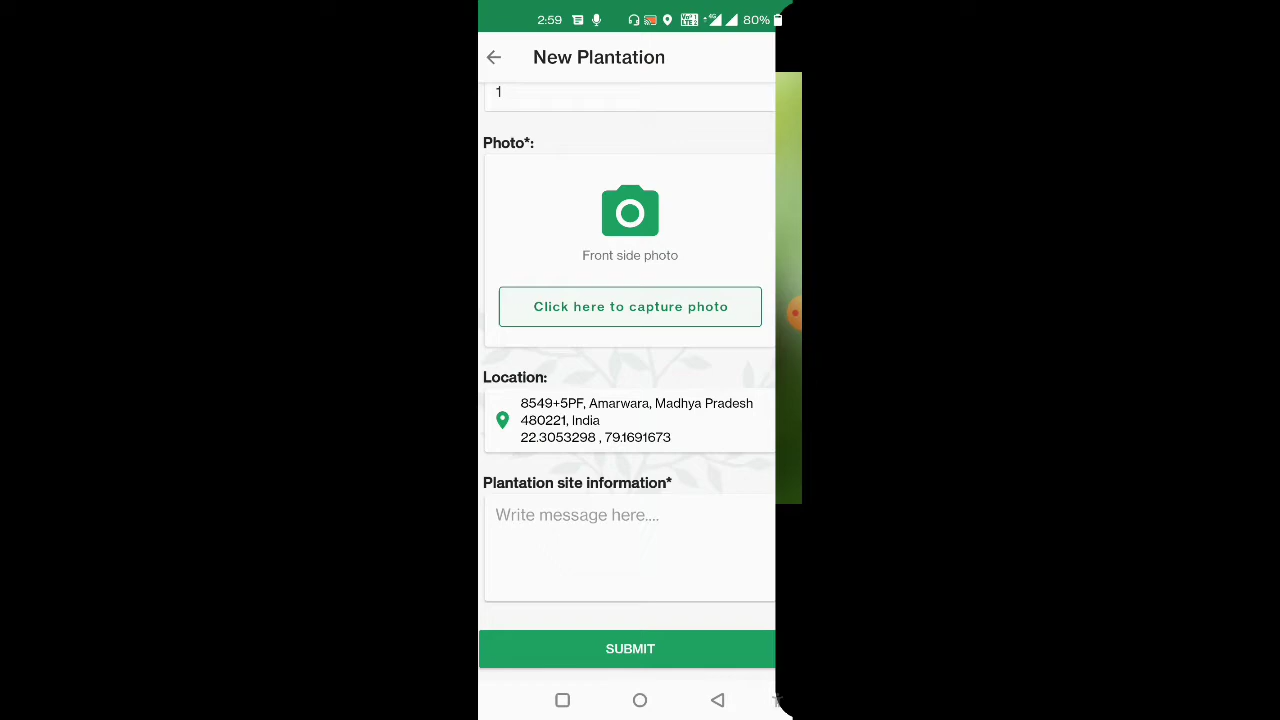 2:59 80%
New Plantation
1
Photo*:
Front side photo
Click here to capture photo
Location:
8549+5PF, Amarwara, Madhya Pradesh
480221, India
22.3053298 , 79.1691673
Plantation site information*
Write message here....
SUBMIT